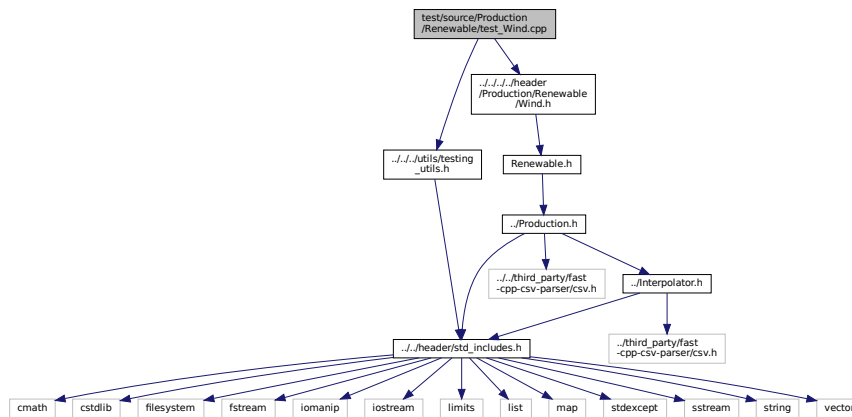 test/source/Production
/Renewable/test_Wind.cpp
../../../../header
/Production/Renewable
/Wind.h
../../../utils/testing
_utils.h
Renewable.h
../Production.h
../../third_party/fast
-cpp-csv-parser/csv.h
../Interpolator.h
../third_party/fast
-cpp-csv-parser/csv.h
../../header/std_includes.h
cmath
cstdlib
filesystem
fstream
iomanip
iostream
limits
list
map
stdexcept
sstream
string
vector